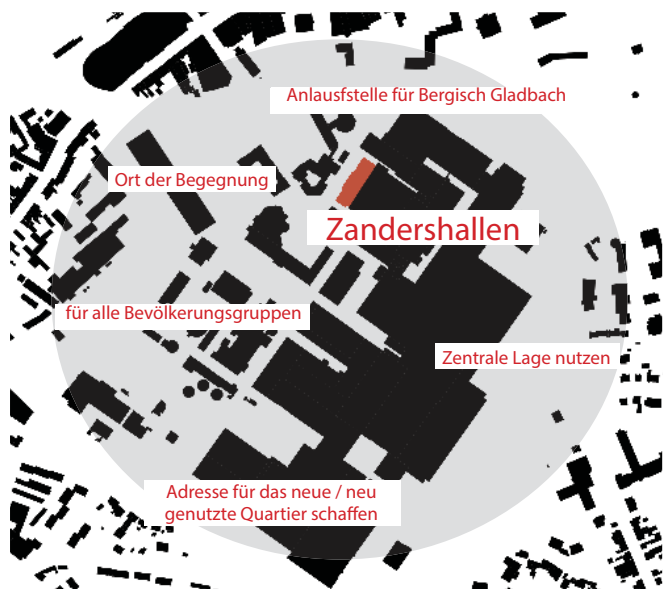 Anlausfstelle für Bergisch Gladbach
Ort der Begegnung
Zandershallen
für alle Bevölkerungsgruppen
Zentrale Lage nutzen
Adresse für das neue / neu
genutzte Quartier schaffen